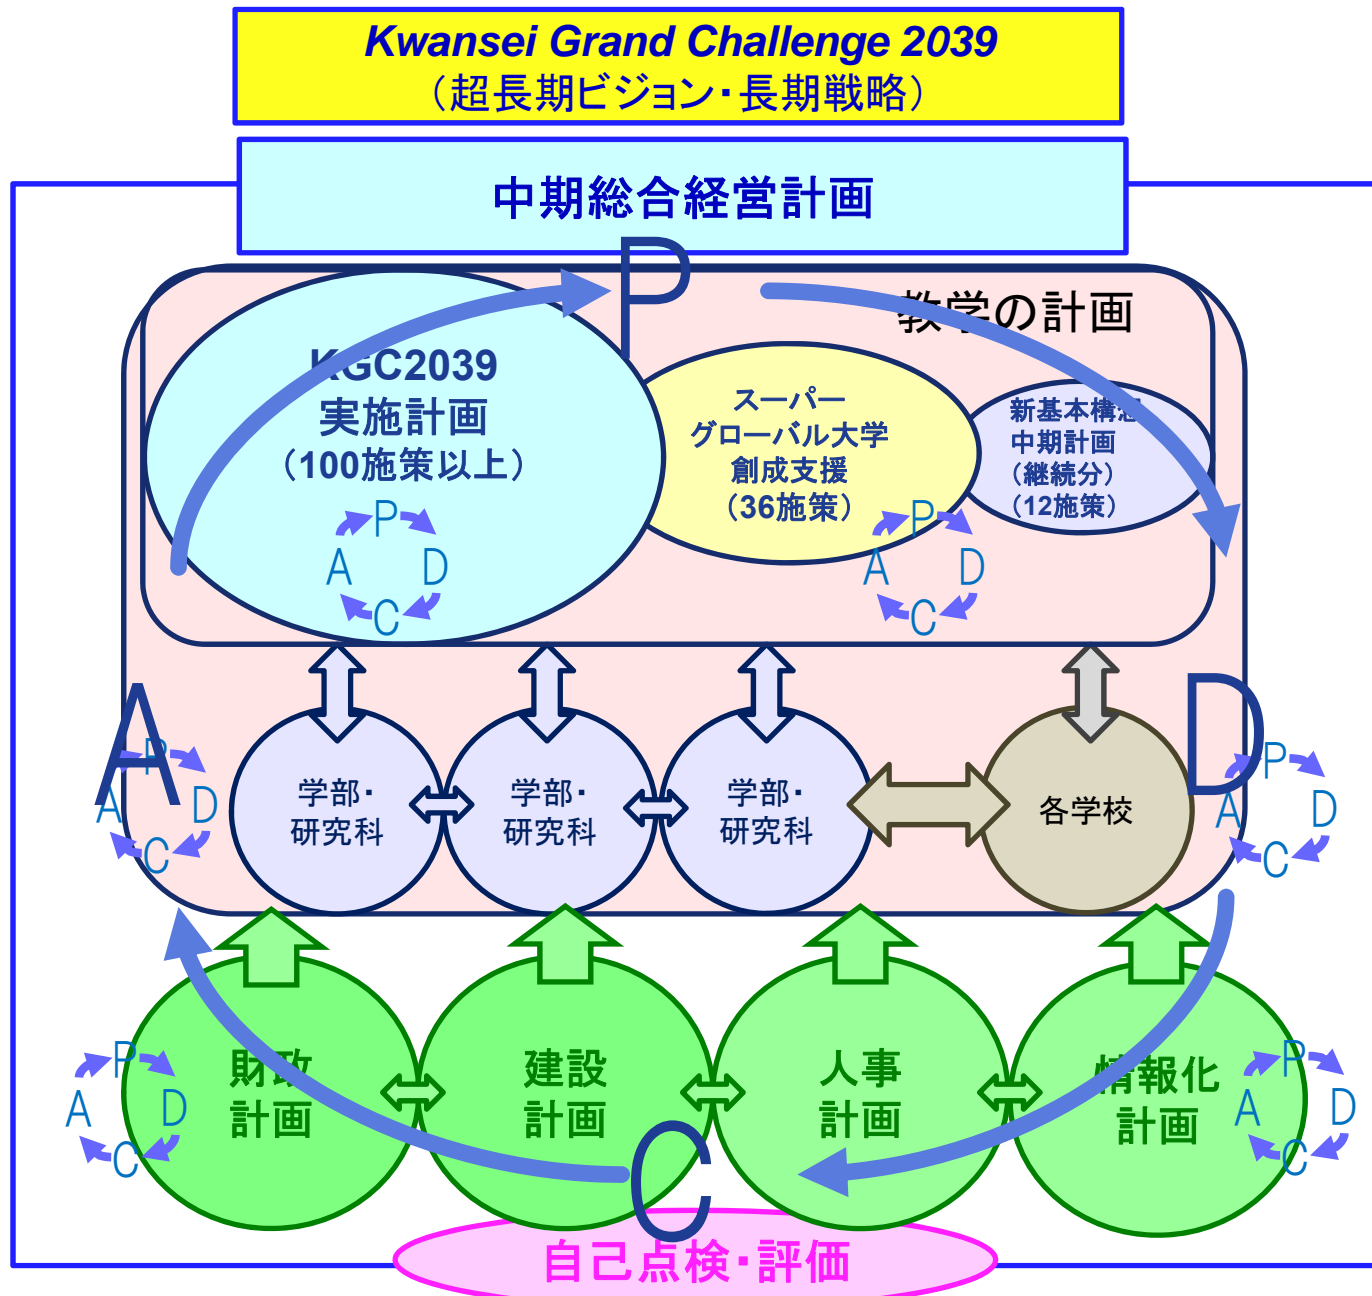 Kwansei Grand Challenge 2039
（超長期ビジョン・長期戦略）
中期総合経営計画
P
教学の計画
KGC2039
実施計画
（100施策以上）
スーパー
グローバル大学
創成支援
（36施策）
新基本構想
中期計画
（継続分）
（12施策）
P
A
D
C
P
A
D
C
A
D
P
A
D
C
学部・
研究科
学部・
研究科
学部・
研究科
各学校
P
A
D
C
財政
計画
建設
計画
人事
計画
情報化
計画
P
A
D
C
P
A
D
C
C
自己点検・評価